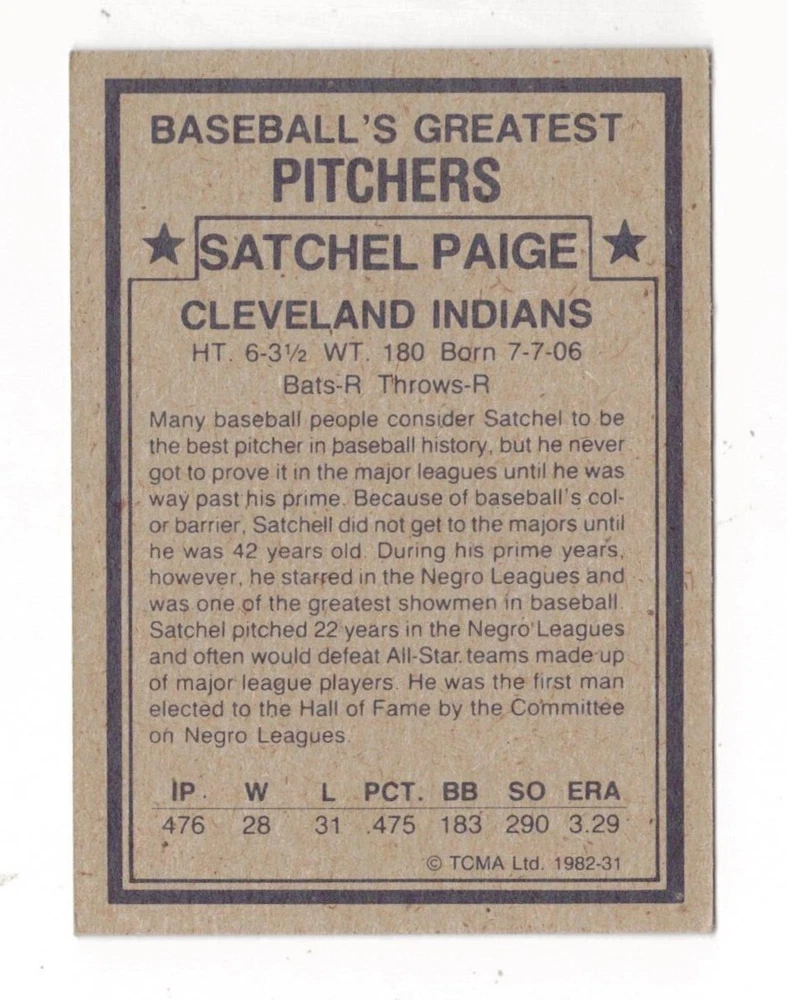 BASEBALL'S GREATEST
PITCHERS
★ SATCHEL PAIGE ★
CLEVELAND INDIANS
HT. 6-3½ WT. 180 Born 7-7-06
Bats-R Throws-R
Many baseball people consider Satchel to be
the best pitcher in baseball history, but he never
got to prove it in the major leagues until he was
way past his prime. Because of baseball's col-
or barrier, Satchell did not get to the majors until
he was 42 years old. During his prime years,
however, he starred in the Negro Leagues and
was one of the greatest showmen in baseball.
Satchel pitched 22 years in the Negro Leagues
and often would defeat All-Star teams made up
of major league players. He was the first man
elected to the Hall of Fame by the Committee
on Negro Leagues.
IP. W L PCT. BB SO ERA
476 28 31 .475 183 290 3.29
© TCMA Ltd. 1982-31